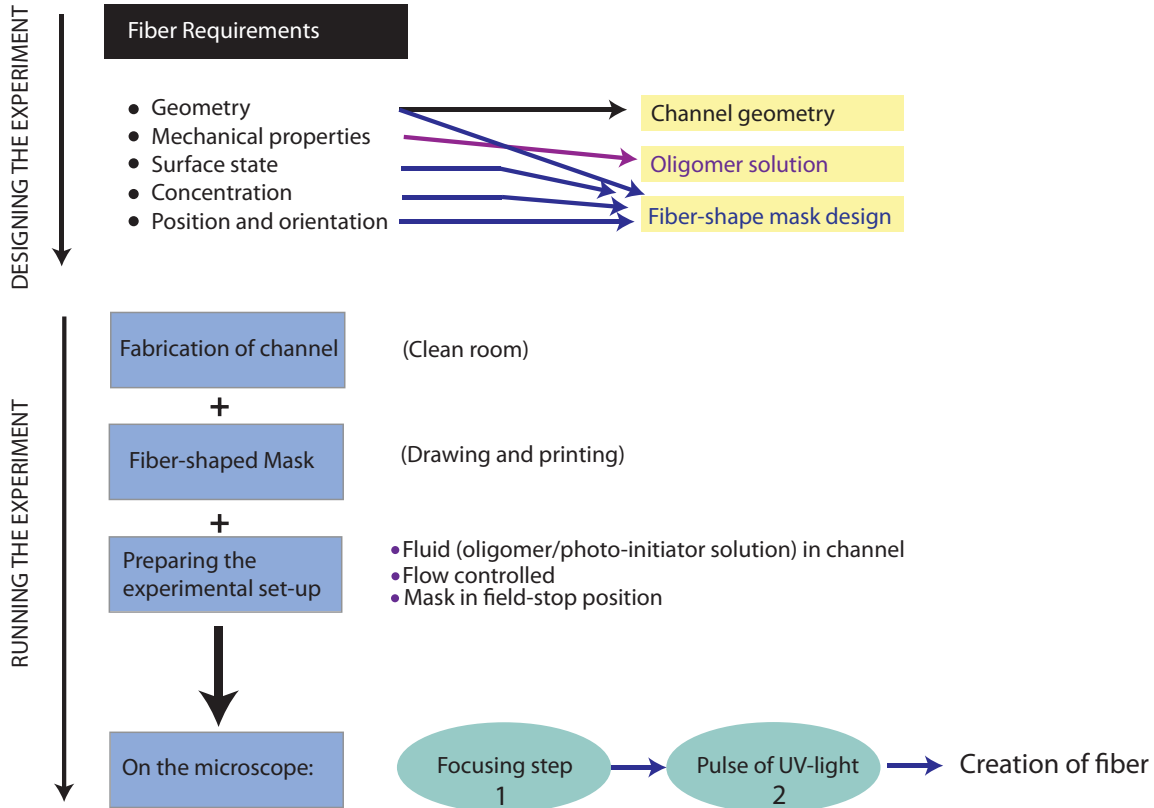 DESIGNING THE EXPERIMENT
Fiber Requirements
• Geometry
• Mechanical properties
• Surface state
• Concentration
• Position and orientation
Channel geometry
Oligomer solution
Fiber-shape mask design
RUNNING THE EXPERIMENT
Fabrication of channel
(Clean room)
+
Fiber-shaped Mask
(Drawing and printing)
+
Preparing the
experimental set-up
• Fluid (oligomer/photo-initiator solution) in channel
• Flow controlled
• Mask in field-stop position
On the microscope:
Focusing step
1
Pulse of UV-light
2
Creation of fiber